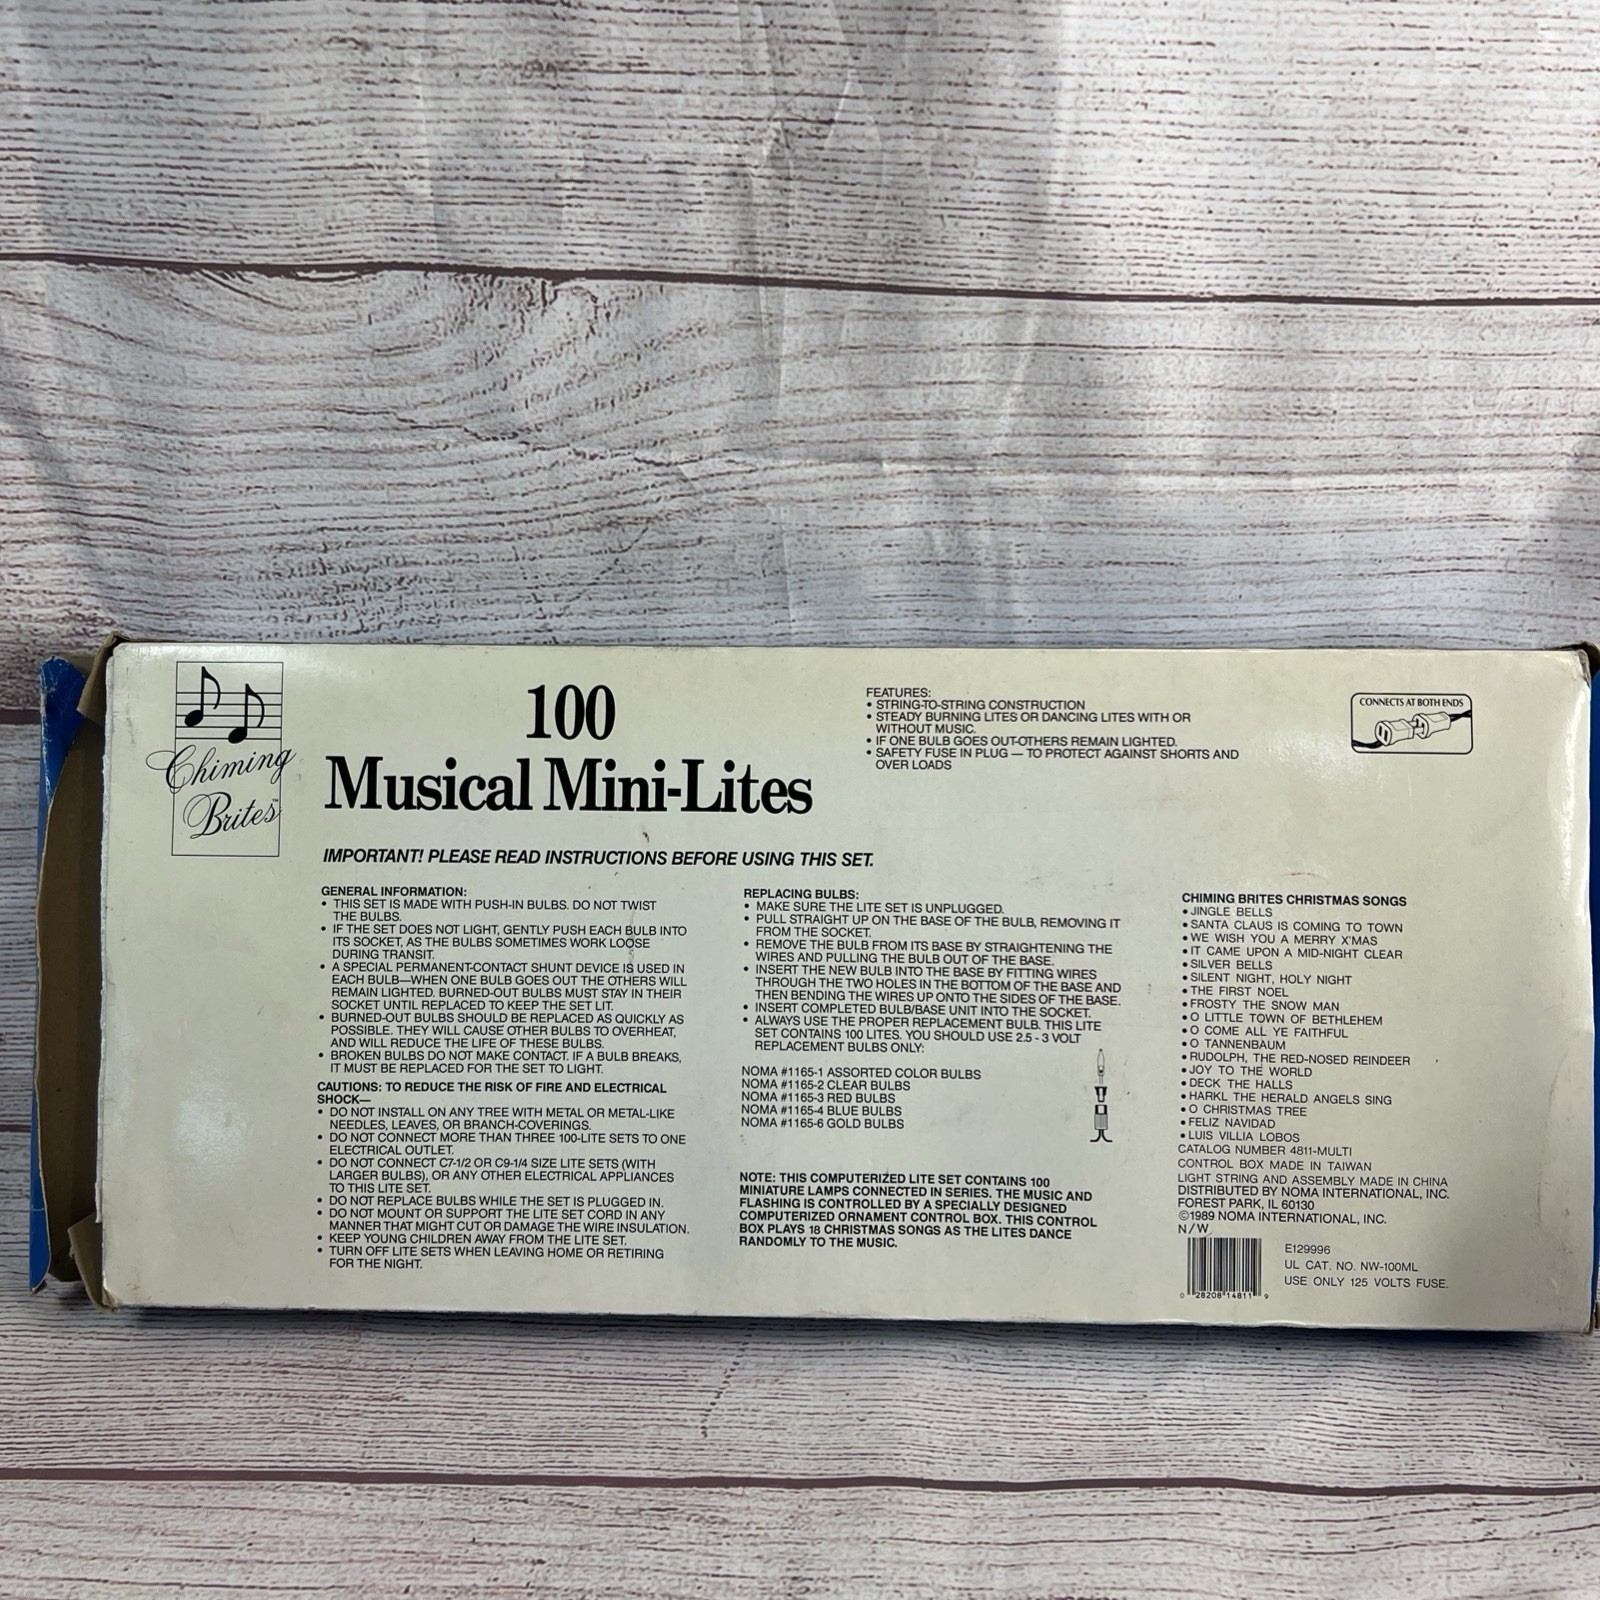 Chiming
Brites™
100
Musical Mini-Lites
FEATURES:
• STRING-TO-STRING CONSTRUCTION
• STEADY BURNING LITES OR DANCING LITES WITH OR
WITHOUT MUSIC.
• IF ONE BULB GOES OUT-OTHERS REMAIN LIGHTED.
• SAFETY FUSE IN PLUG — TO PROTECT AGAINST SHORTS AND
OVER LOADS
CONNECTS AT BOTH ENDS
IMPORTANT! PLEASE READ INSTRUCTIONS BEFORE USING THIS SET.
GENERAL INFORMATION:
• THIS SET IS MADE WITH PUSH-IN BULBS. DO NOT TWIST
THE BULBS.
• IF THE SET DOES NOT LIGHT, GENTLY PUSH EACH BULB INTO
ITS SOCKET, AS THE BULBS SOMETIMES WORK LOOSE
DURING TRANSIT.
• A SPECIAL PERMANENT-CONTACT SHUNT DEVICE IS USED IN
EACH BULB—WHEN ONE BULB GOES OUT THE OTHERS WILL
REMAIN LIGHTED. BURNED-OUT BULBS MUST STAY IN THEIR
SOCKET UNTIL REPLACED TO KEEP THE SET LIT.
• BURNED-OUT BULBS SHOULD BE REPLACED AS QUICKLY AS
POSSIBLE. THEY WILL CAUSE OTHER BULBS TO OVERHEAT,
AND WILL REDUCE THE LIFE OF THESE BULBS.
• BROKEN BULBS DO NOT MAKE CONTACT. IF A BULB BREAKS,
IT MUST BE REPLACED FOR THE SET TO LIGHT.
CAUTIONS: TO REDUCE THE RISK OF FIRE AND ELECTRICAL
SHOCK—
• DO NOT INSTALL ON ANY TREE WITH METAL OR METAL-LIKE
NEEDLES, LEAVES, OR BRANCH-COVERINGS.
• DO NOT CONNECT MORE THAN THREE 100-LITE SETS TO ONE
ELECTRICAL OUTLET.
• DO NOT CONNECT C7-1/2 OR C9-1/4 SIZE LITE SETS (WITH
LARGER BULBS), OR ANY OTHER ELECTRICAL APPLIANCES
TO THIS LITE SET.
• DO NOT REPLACE BULBS WHILE THE SET IS PLUGGED IN.
• DO NOT MOUNT OR SUPPORT THE LITE SET CORD IN ANY
MANNER THAT MIGHT CUT OR DAMAGE THE WIRE INSULATION.
• KEEP YOUNG CHILDREN AWAY FROM THE LITE SET.
• TURN OFF LITE SETS WHEN LEAVING HOME OR RETIRING
FOR THE NIGHT.
REPLACING BULBS:
• MAKE SURE THE LITE SET IS UNPLUGGED.
• PULL STRAIGHT UP ON THE BASE OF THE BULB, REMOVING IT
FROM THE SOCKET.
• REMOVE THE BULB FROM ITS BASE BY STRAIGHTENING THE
WIRES AND PULLING THE BULB OUT OF THE BASE.
• INSERT THE NEW BULB INTO THE BASE BY FITTING WIRES
THROUGH THE TWO HOLES IN THE BOTTOM OF THE BASE AND
THEN BENDING THE WIRES UP ONTO THE SIDES OF THE BASE.
• INSERT COMPLETED BULB/BASE UNIT INTO THE SOCKET.
• ALWAYS USE THE PROPER REPLACEMENT BULB. THIS LITE
SET CONTAINS 100 LITES. YOU SHOULD USE 2.5 - 3 VOLT
REPLACEMENT BULBS ONLY:
NOMA #1165-1 ASSORTED COLOR BULBS
NOMA #1165-2 CLEAR BULBS
NOMA #1165-3 RED BULBS
NOMA #1165-4 BLUE BULBS
NOMA #1165-6 GOLD BULBS
NOTE: THIS COMPUTERIZED LITE SET CONTAINS 100
MINIATURE LAMPS CONNECTED IN SERIES. THE MUSIC AND
FLASHING IS CONTROLLED BY A SPECIALLY DESIGNED
COMPUTERIZED ORNAMENT CONTROL BOX. THIS CONTROL
BOX PLAYS 18 CHRISTMAS SONGS AS THE LITES DANCE
RANDOMLY TO THE MUSIC.
CHIMING BRITES CHRISTMAS SONGS
• JINGLE BELLS
• SANTA CLAUS IS COMING TO TOWN
• WE WISH YOU A MERRY X'MAS
• IT CAME UPON A MID-NIGHT CLEAR
• SILVER BELLS
• SILENT NIGHT, HOLY NIGHT
• THE FIRST NOEL
• FROSTY THE SNOW MAN
• O LITTLE TOWN OF BETHLEHEM
• O COME ALL YE FAITHFUL
• O TANNENBAUM
• RUDOLPH, THE RED-NOSED REINDEER
• JOY TO THE WORLD
• DECK THE HALLS
• HARKL THE HERALD ANGELS SING
• O CHRISTMAS TREE
• FELIZ NAVIDAD
• LUIS VILLIA LOBOS
CATALOG NUMBER 4811-MULTI
CONTROL BOX MADE IN TAIWAN
LIGHT STRING AND ASSEMBLY MADE IN CHINA
DISTRIBUTED BY NOMA INTERNATIONAL, INC.
FOREST PARK, IL 60130
©1989 NOMA INTERNATIONAL, INC.
N/W
0 28208 14811 9
E129996
UL CAT. NO. NW-100ML
USE ONLY 125 VOLTS FUSE.